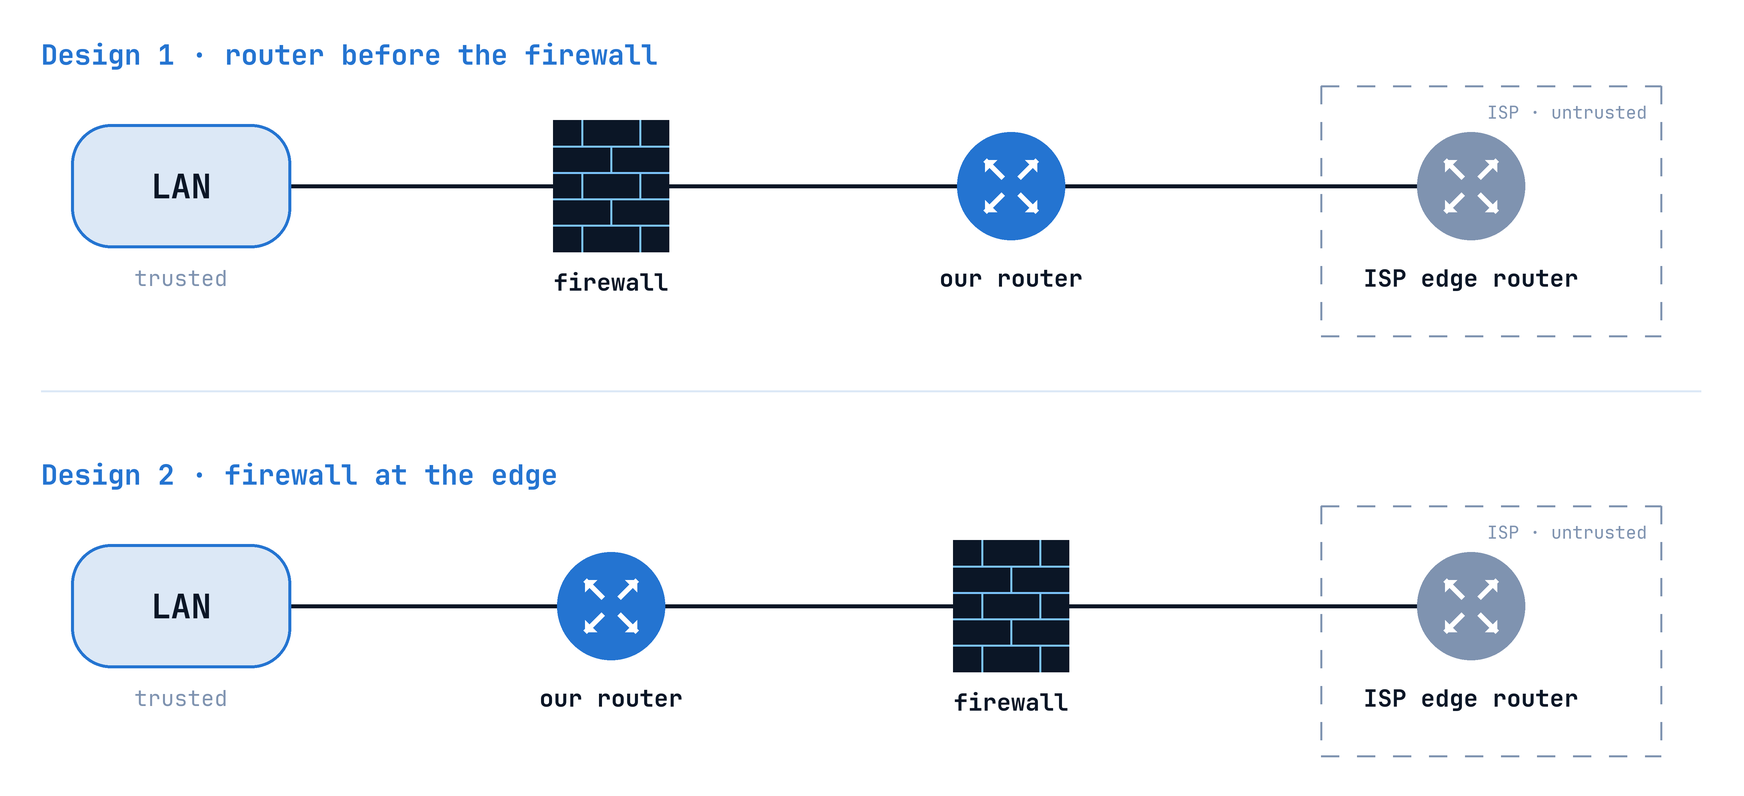 Design 1 · router before the firewall
ISP · untrusted
LAN
trusted
firewall
our router
ISP edge router
Design 2 · firewall at the edge
ISP · untrusted
LAN
trusted
our router
firewall
ISP edge router